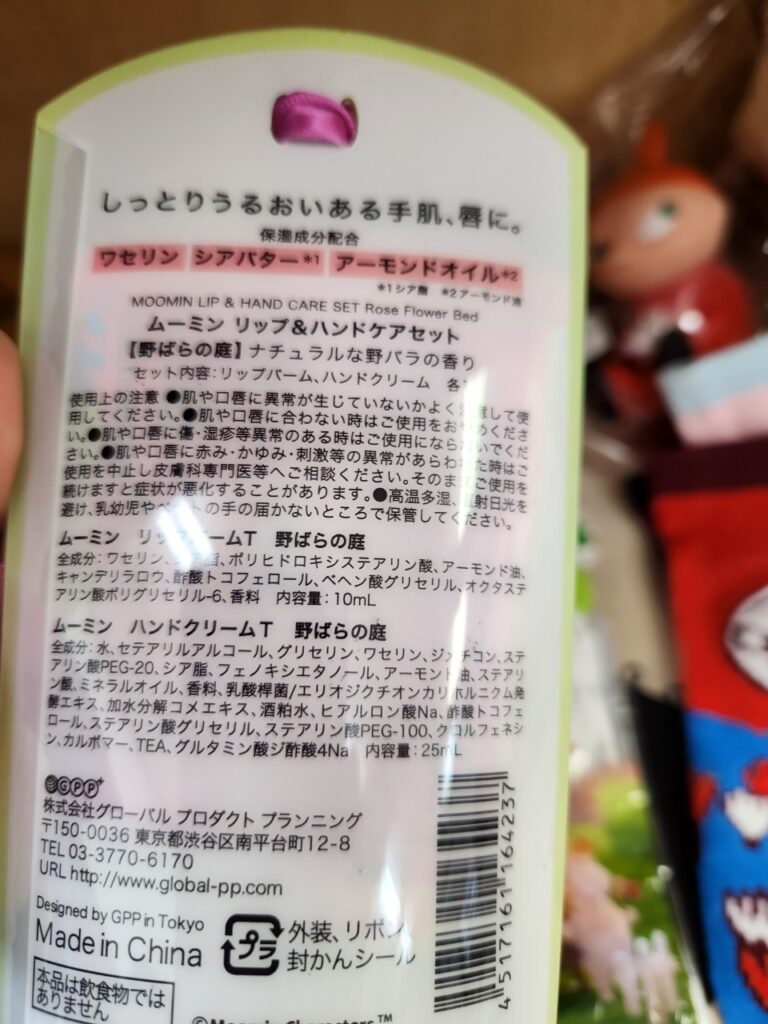 しっとりうるおいある手肌、唇に。
保湿成分配合
ワセリン シアバター*1 アーモンドオイル*2
*1 シア脂 *2 アーモンド油
MOOMIN LIP & HAND CARE SET Rose Flower Bed
ムーミン リップ&ハンドケアセット
【野ばらの庭】ナチュラルな野バラの香り
セット内容:リップバーム、ハンドクリーム 各
使用上の注意 ●肌や口唇に異常が生じていないかよく注意して使
用してください。●肌や口唇に合わない時はご使用をおやめくださ
い。●肌や口唇に傷・湿疹等異常のある時はご使用にならないでくだ
さい。●肌や口唇に赤み・かゆみ・刺激等の異常があらわれた時はご
使用を中止し皮膚科専門医等へご相談ください。そのままご使用を
続けますと症状が悪化することがあります。●高温多湿、直射日光を
避け、乳幼児やペットの手の届かないところで保管してください。
ムーミン リップバームT 野ばらの庭
全成分:ワセリン、シア脂、ポリヒドロキシステアリン酸、アーモンド油、
キャンデリラロウ、酢酸トコフェロール、ベヘン酸グリセリル、オクタステ
アリン酸ポリグリセリル-6、香料 内容量:10mL
ムーミン ハンドクリームT 野ばらの庭
全成分:水、セテアリルアルコール、グリセリン、ワセリン、ジメチコン、ステ
アリン酸PEG-20、シア脂、フェノキシエタノール、アーモンド油、ステアリ
ン酸、ミネラルオイル、香料、乳酸桿菌/エリオジクチオンカリホルニクム発
酵エキス、加水分解コメエキス、酒粕水、ヒアルロン酸Na、酢酸トコフェ
ロール、ステアリン酸グリセリル、ステアリン酸PEG-100、クロルフェネシ
ン、カルボマー、TEA、グルタミン酸ジ酢酸4Na 内容量:25mL
GPP+
株式会社グローバル プロダクト プランニング
〒150-0036 東京都渋谷区南平台町12-8
TEL 03-3770-6170
URL http://www.global-pp.com
Designed by GPP in Tokyo
Made in China
プラ
外装、リボン、
封かんシール
4517161164237
本品は飲食物では
ありません
©Moomin Characters™